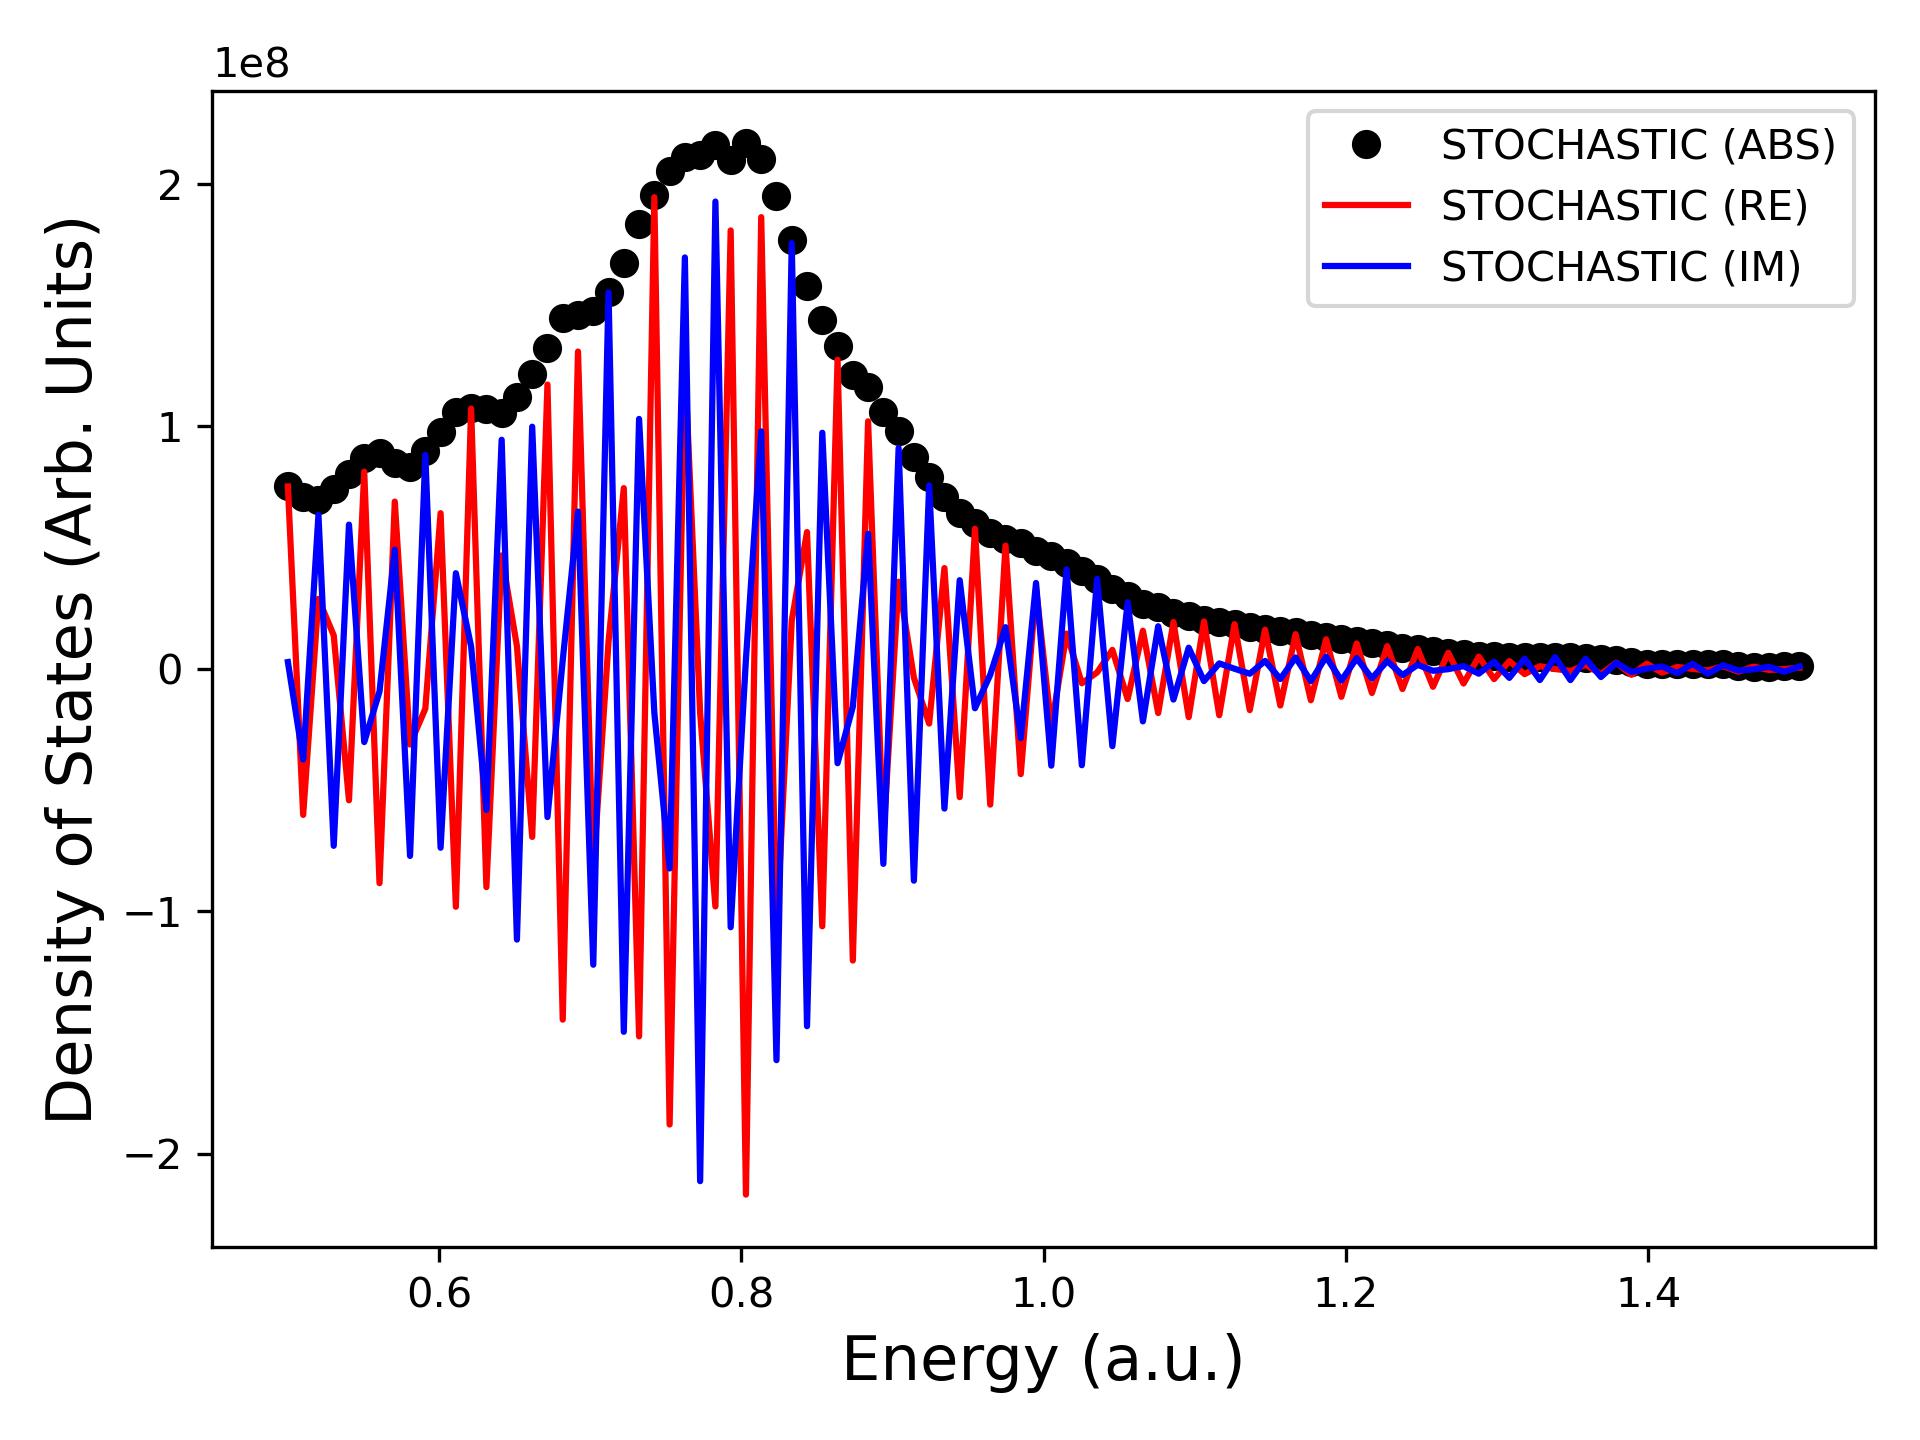 1e8
STOCHASTIC (ABS)
STOCHASTIC (RE)
STOCHASTIC (IM)
Density of States (Arb. Units)
2
1
0
−1
−2
0.6 0.8 1.0 1.2 1.4
Energy (a.u.)